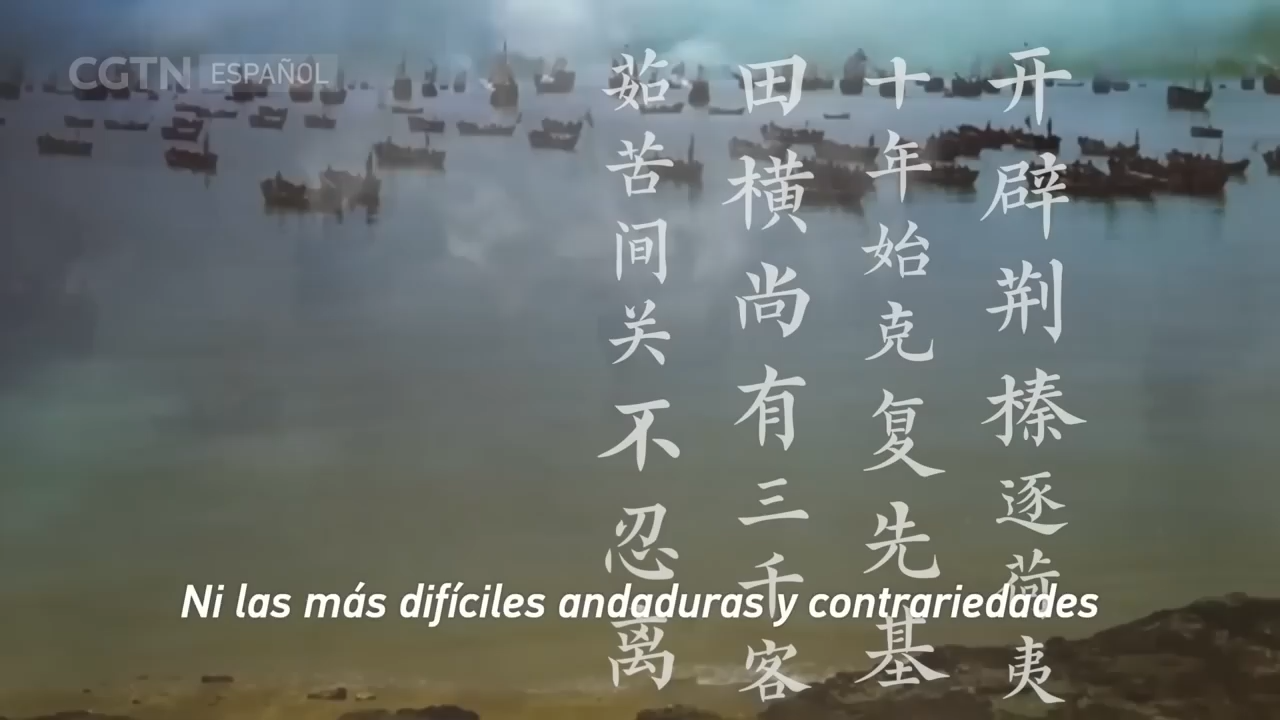 CGTN ESPAÑOL
开辟荆榛逐荷夷
十年始克复先基
田横尚有三千客
茹苦间关不忍离
Ni las más difíciles andaduras y contrariedades